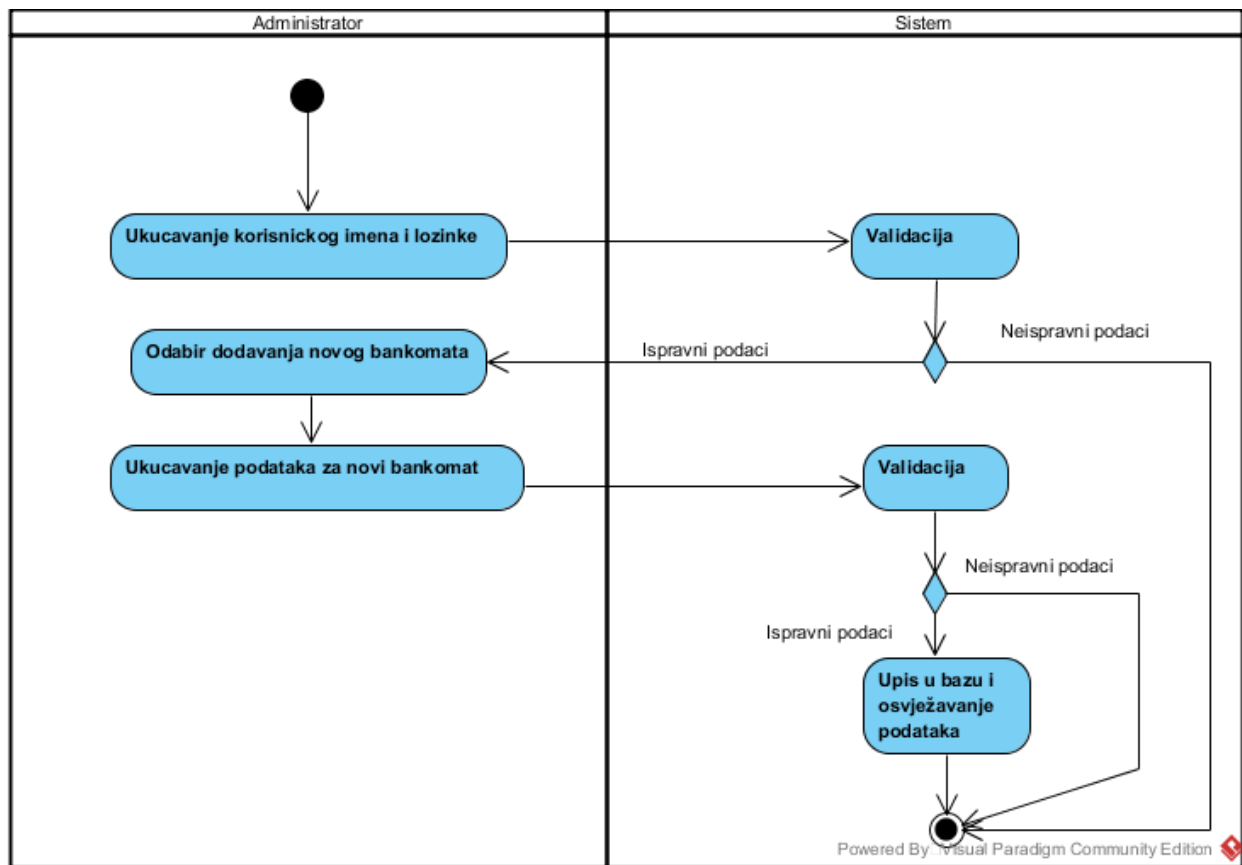 Administrator
Sistem
Ukucavanje korisnickog imena i lozinke
Validacija
Neispravni podaci
Ispravni podaci
Odabir dodavanja novog bankomata
Ukucavanje podataka za novi bankomat
Validacija
Neispravni podaci
Ispravni podaci
Upis u bazu i
osvježavanje
podataka
Powered By Visual Paradigm Community Edition